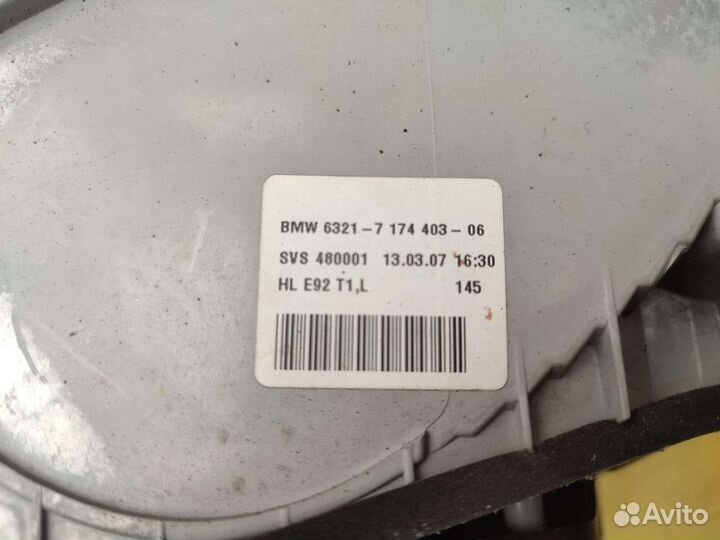 BMW 6321-7 174 403-06
SVS 480001 13.03.07 16:30
HL E92 T1,L 145
Avito